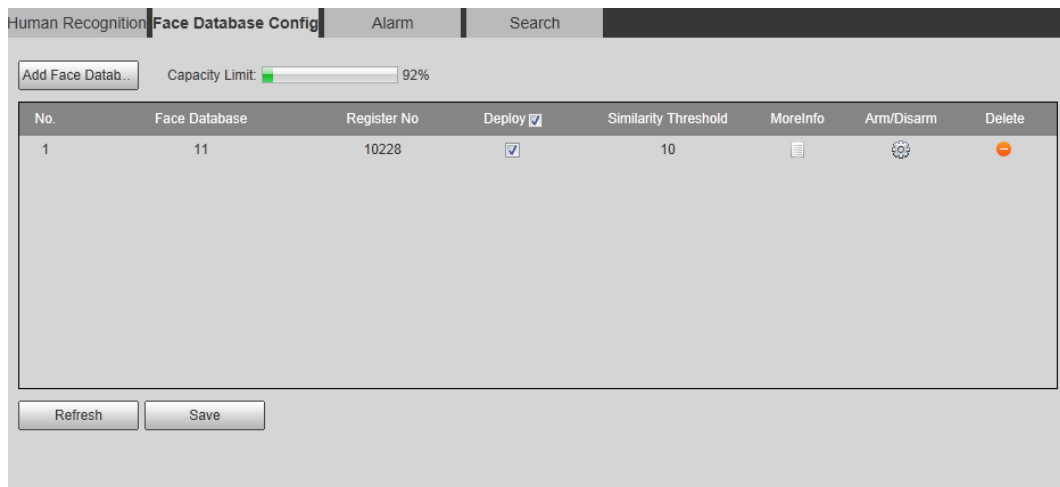 Human Recognition Face Database Config Alarm Search
Add Face Datab... Capacity Limit: 92%
No. Face Database Register No Deploy Similarity Threshold MoreInfo Arm/Disarm Delete
1 11 10228 10
Refresh Save